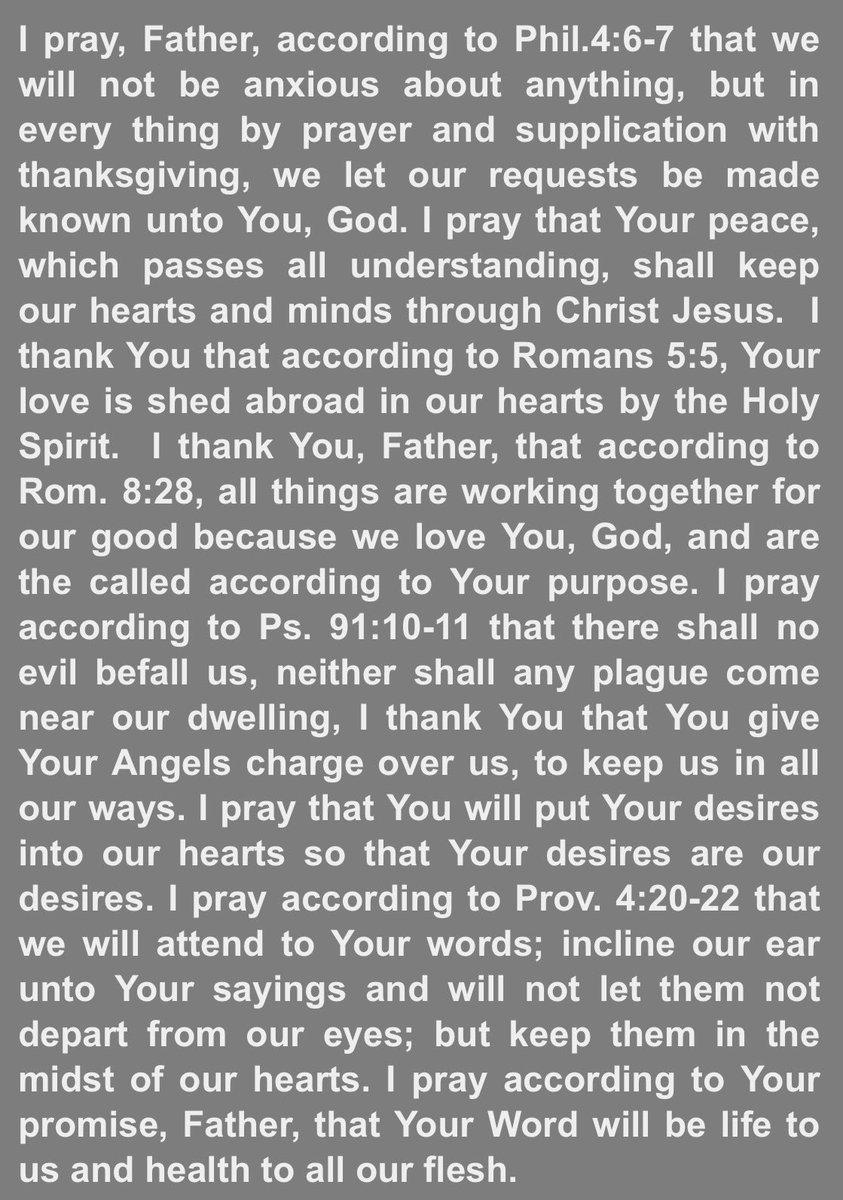 I pray, Father, according to Phil.4:6-7 that we
will not be anxious about anything, but in
every thing by prayer and supplication with
thanksgiving, we let our requests be made
known unto You, God. I pray that Your peace,
which passes all understanding, shall keep
our hearts and minds through Christ Jesus.  I
thank You that according to Romans 5:5, Your
love is shed abroad in our hearts by the Holy
Spirit.  I thank You, Father, that according to
Rom. 8:28, all things are working together for
our good because we love You, God, and are
the called according to Your purpose. I pray
according to Ps. 91:10-11 that there shall no
evil befall us, neither shall any plague come
near our dwelling, I thank You that You give
Your Angels charge over us, to keep us in all
our ways. I pray that You will put Your desires
into our hearts so that Your desires are our
desires. I pray according to Prov. 4:20-22 that
we will attend to Your words; incline our ear
unto Your sayings and will not let them not
depart from our eyes; but keep them in the
midst of our hearts. I pray according to Your
promise, Father, that Your Word will be life to
us and health to all our flesh.